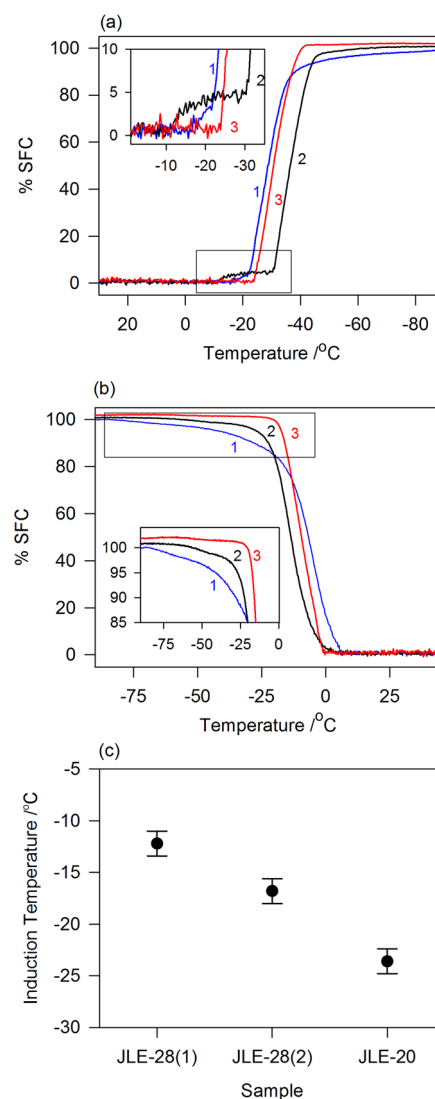 (a)
100
80
60
40
20
0
% SFC
10
5
0
-10 -20 -30
1
2
3
1
2
3
20 0 -20 -40 -60 -80
Temperature /°C
(b)
100
80
60
40
20
0
% SFC
3
2
1
100
95
90
85
-75 -50 -25 0
3
2
1
-75 -50 -25 0 25
Temperature /°C
(c)
-5
-10
-15
-20
-25
-30
Induction Temperature /°C
JLE-28(1) JLE-28(2) JLE-20
Sample